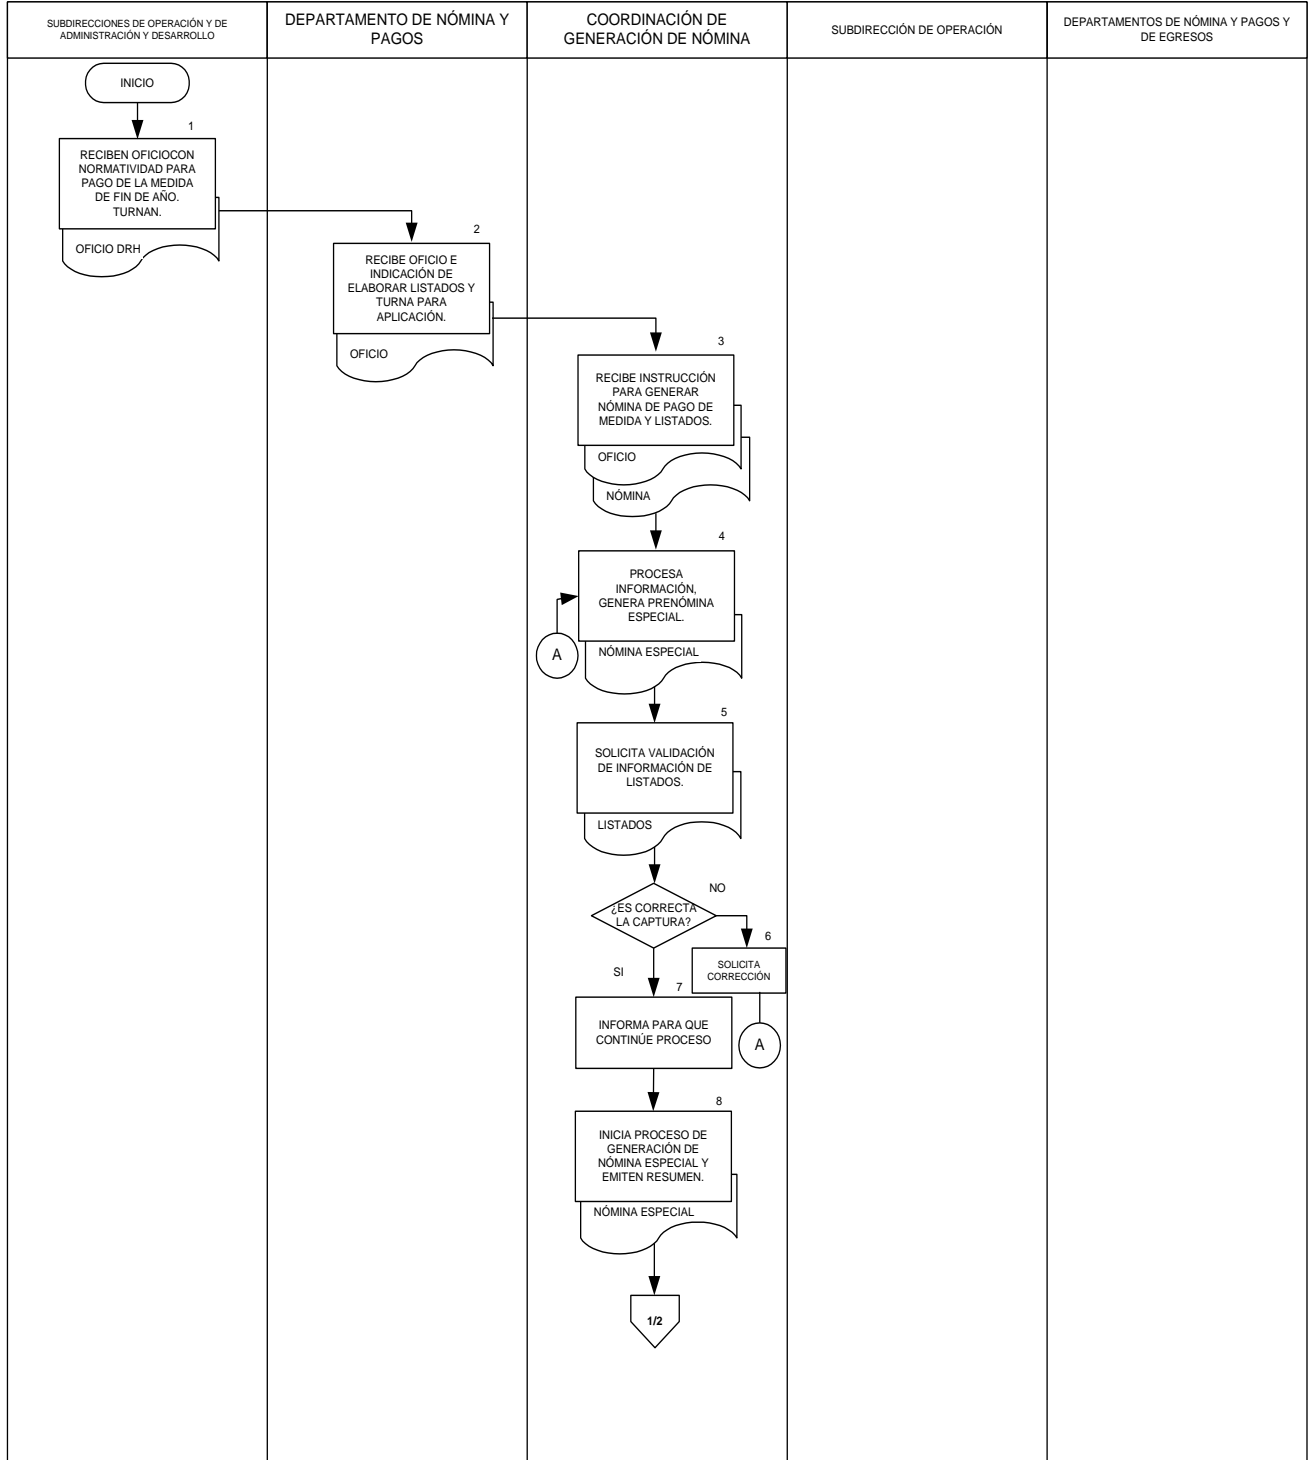 SUBDIRECCIONES DE OPERACIÓN Y DE
ADMINISTRACIÓN Y DESARROLLO
DEPARTAMENTO DE NÓMINA Y
PAGOS
COORDINACIÓN DE
GENERACIÓN DE NÓMINA
SUBDIRECCIÓN DE OPERACIÓN
DEPARTAMENTOS DE NÓMINA Y PAGOS Y
DE EGRESOS
INICIO
1
RECIBEN OFICIOCON
NORMATIVIDAD PARA
PAGO DE LA MEDIDA
DE FIN DE AÑO.
TURNAN.
OFICIO DRH
2
RECIBE OFICIO E
INDICACIÓN DE
ELABORAR LISTADOS Y
TURNA PARA
APLICACIÓN.
OFICIO
3
RECIBE INSTRUCCIÓN
PARA GENERAR
NÓMINA DE PAGO DE
MEDIDA Y LISTADOS.
OFICIO
NÓMINA
4
PROCESA
INFORMACIÓN,
GENERA PRENÓMINA
ESPECIAL.
A
NÓMINA ESPECIAL
5
SOLICITA VALIDACIÓN
DE INFORMACIÓN DE
LISTADOS.
LISTADOS
NO
¿ES CORRECTA
LA CAPTURA?
6
SOLICITA
CORRECCIÓN
SI
7
INFORMA PARA QUE
CONTINÚE PROCESO
A
8
INICIA PROCESO DE
GENERACIÓN DE
NÓMINA ESPECIAL Y
EMITEN RESUMEN.
NÓMINA ESPECIAL
1/2